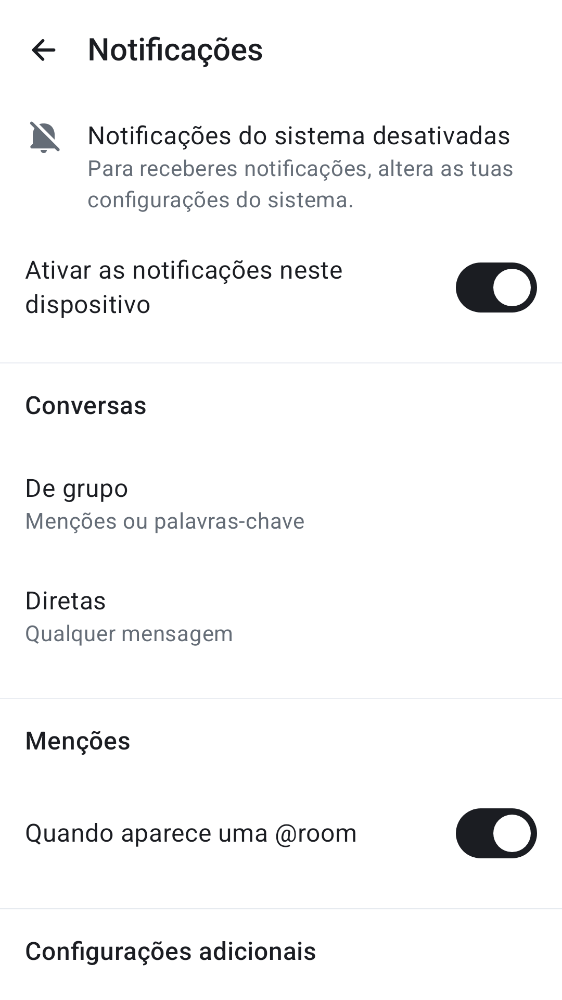 Notificações
Notificações do sistema desativadas
Para receberes notificações, altera as tuas
configurações do sistema.
Ativar as notificações neste
dispositivo
Conversas
De grupo
Menções ou palavras-chave
Diretas
Qualquer mensagem
Menções
Quando aparece uma @room
Configurações adicionais